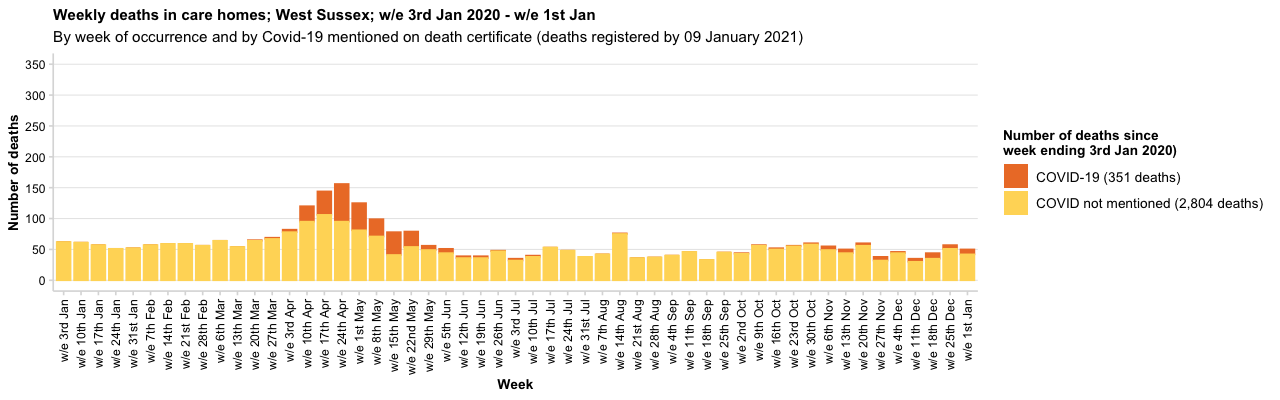 Weekly deaths in care homes; West Sussex; w/e 3rd Jan 2020 - w/e 1st Jan
By week of occurrence and by Covid-19 mentioned on death certificate (deaths registered by 09 January 2021)
Number of deaths
350
300
250
200
150
100
50
0
w/e 3rd Jan
w/e 10th Jan
w/e 17th Jan
w/e 24th Jan
w/e 31st Jan
w/e 7th Feb
w/e 14th Feb
w/e 21st Feb
w/e 28th Feb
w/e 6th Mar
w/e 13th Mar
w/e 20th Mar
w/e 27th Mar
w/e 3rd Apr
w/e 10th Apr
w/e 17th Apr
w/e 24th Apr
w/e 1st May
w/e 8th May
w/e 15th May
w/e 22nd May
w/e 29th May
w/e 5th Jun
w/e 12th Jun
w/e 19th Jun
w/e 26th Jun
w/e 3rd Jul
w/e 10th Jul
w/e 17th Jul
w/e 24th Jul
w/e 31st Jul
w/e 7th Aug
w/e 14th Aug
w/e 21st Aug
w/e 28th Aug
w/e 4th Sep
w/e 11th Sep
w/e 18th Sep
w/e 25th Sep
w/e 2nd Oct
w/e 9th Oct
w/e 16th Oct
w/e 23rd Oct
w/e 30th Oct
w/e 6th Nov
w/e 13th Nov
w/e 20th Nov
w/e 27th Nov
w/e 4th Dec
w/e 11th Dec
w/e 18th Dec
w/e 25th Dec
w/e 1st Jan
Week
Number of deaths since
week ending 3rd Jan 2020)
COVID-19 (351 deaths)
COVID not mentioned (2,804 deaths)